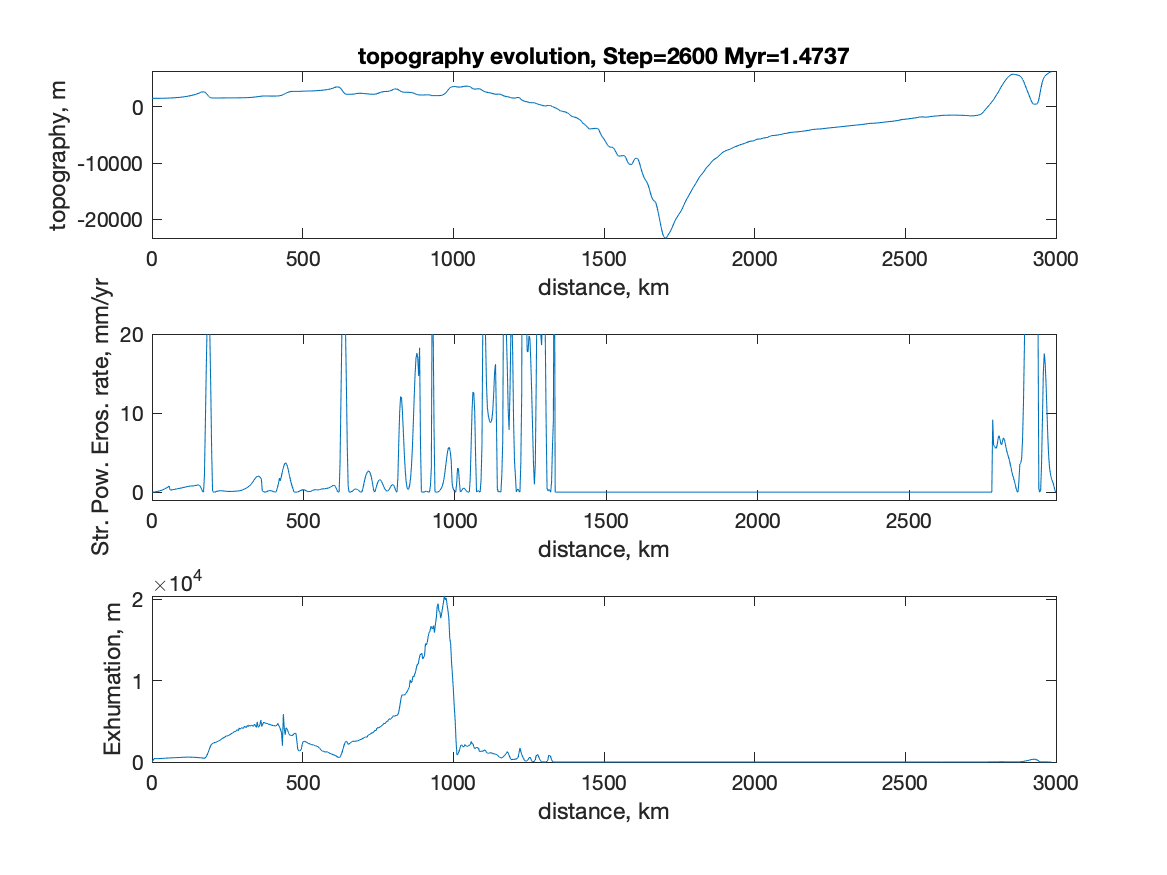 topography evolution, Step=2600 Myr=1.4737
topography, m
0
-10000
-20000
0 500 1000 1500 2000 2500 3000
distance, km
Str. Pow. Eros. rate, mm/yr
20
10
0
0 500 1000 1500 2000 2500
distance, km
×10⁴
Exhumation, m
2
1
0
0 500 1000 1500 2000 2500 3000
distance, km